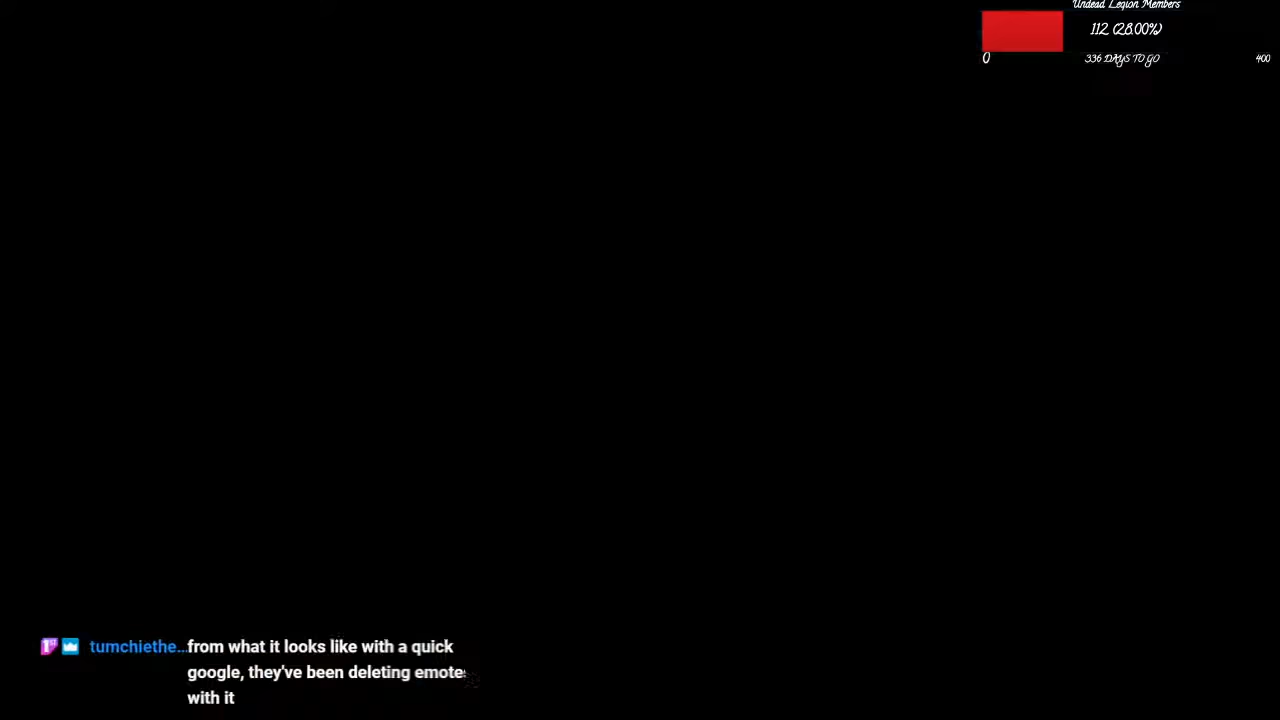 Undead Legion Members
112 (28.00%)
0 336 DAYS TO GO 400
tumchiethe... from what it looks like with a quick
google, they've been deleting emote
with it